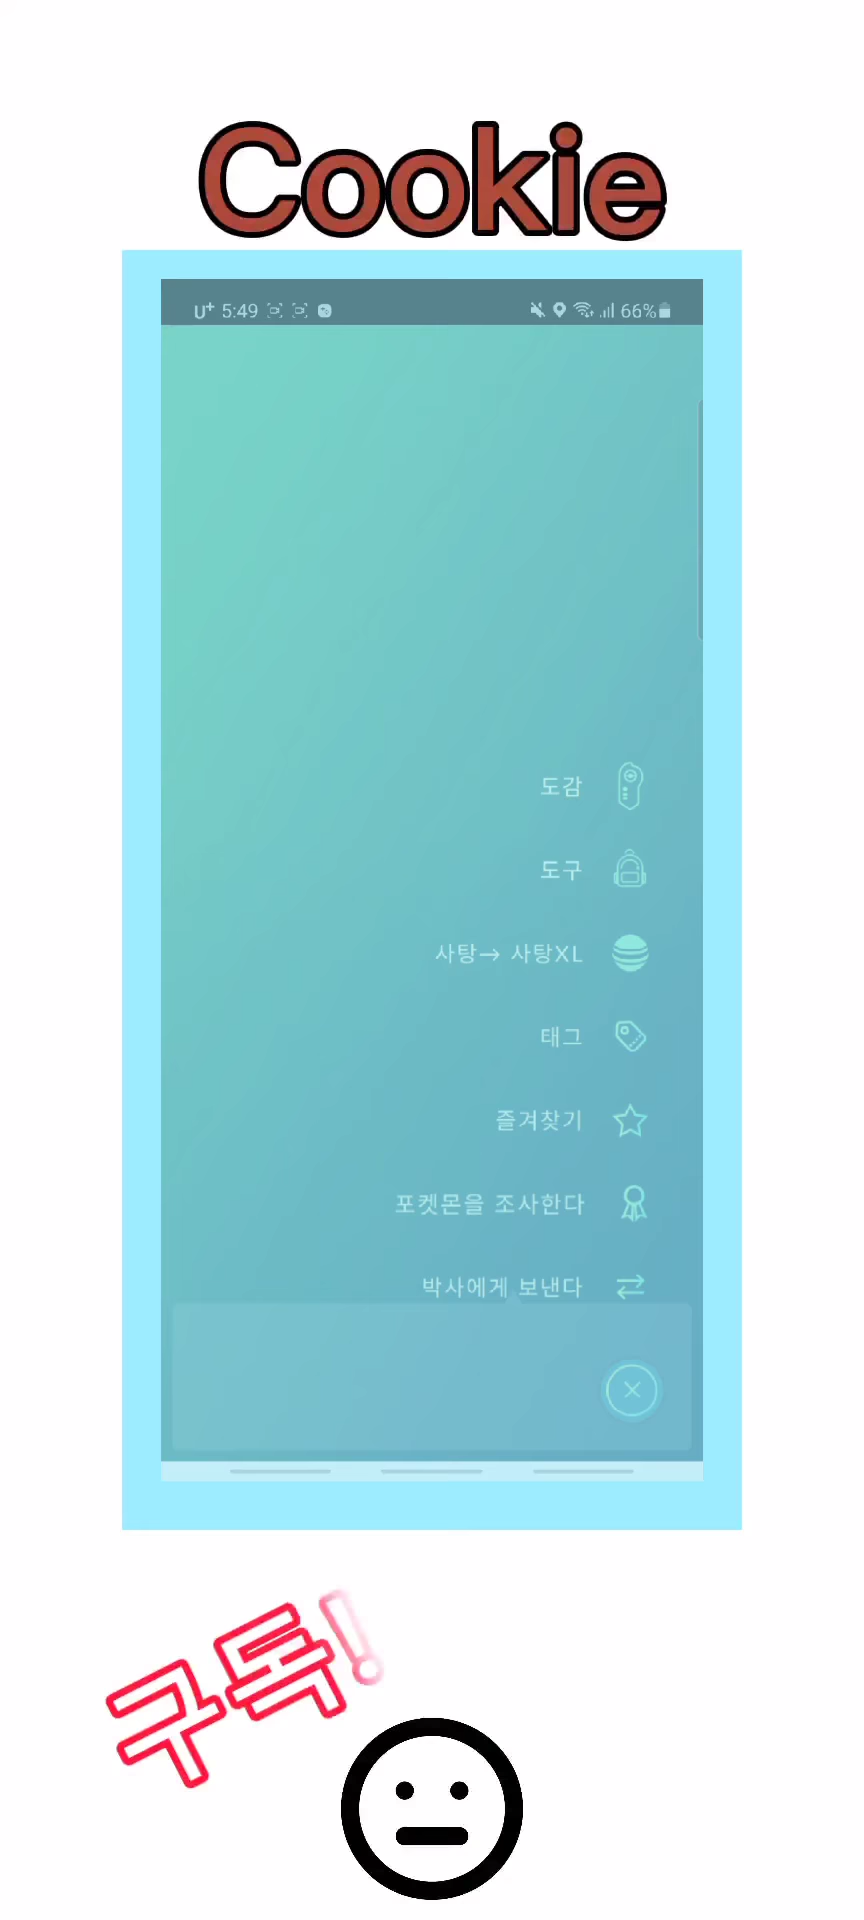 Cookie
U+ 5:49 66%
도감
도구
사탕→ 사탕XL
태그
즐겨찾기
포켓몬을 조사한다
박사에게 보낸다
구독!